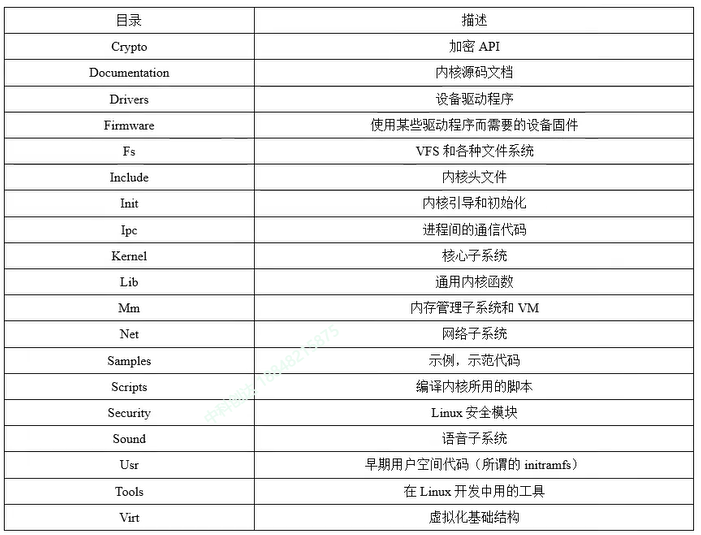 目录 描述
Crypto 加密 API
Documentation 内核源码文档
Drivers 设备驱动程序
Firmware 使用某些驱动程序而需要的设备固件
Fs VFS 和各种文件系统
Include 内核头文件
Init 内核引导和初始化
Ipc 进程间的通信代码
Kernel 核心子系统
Lib 通用内核函数
Mm 内存管理子系统和 VM
Net 网络子系统
Samples 示例，示范代码
Scripts 编译内核所用的脚本
Security Linux 安全模块
Sound 语音子系统
Usr 早期用户空间代码（所谓的 initramfs）
Tools 在 Linux 开发中用的工具
Virt 虚拟化基础结构